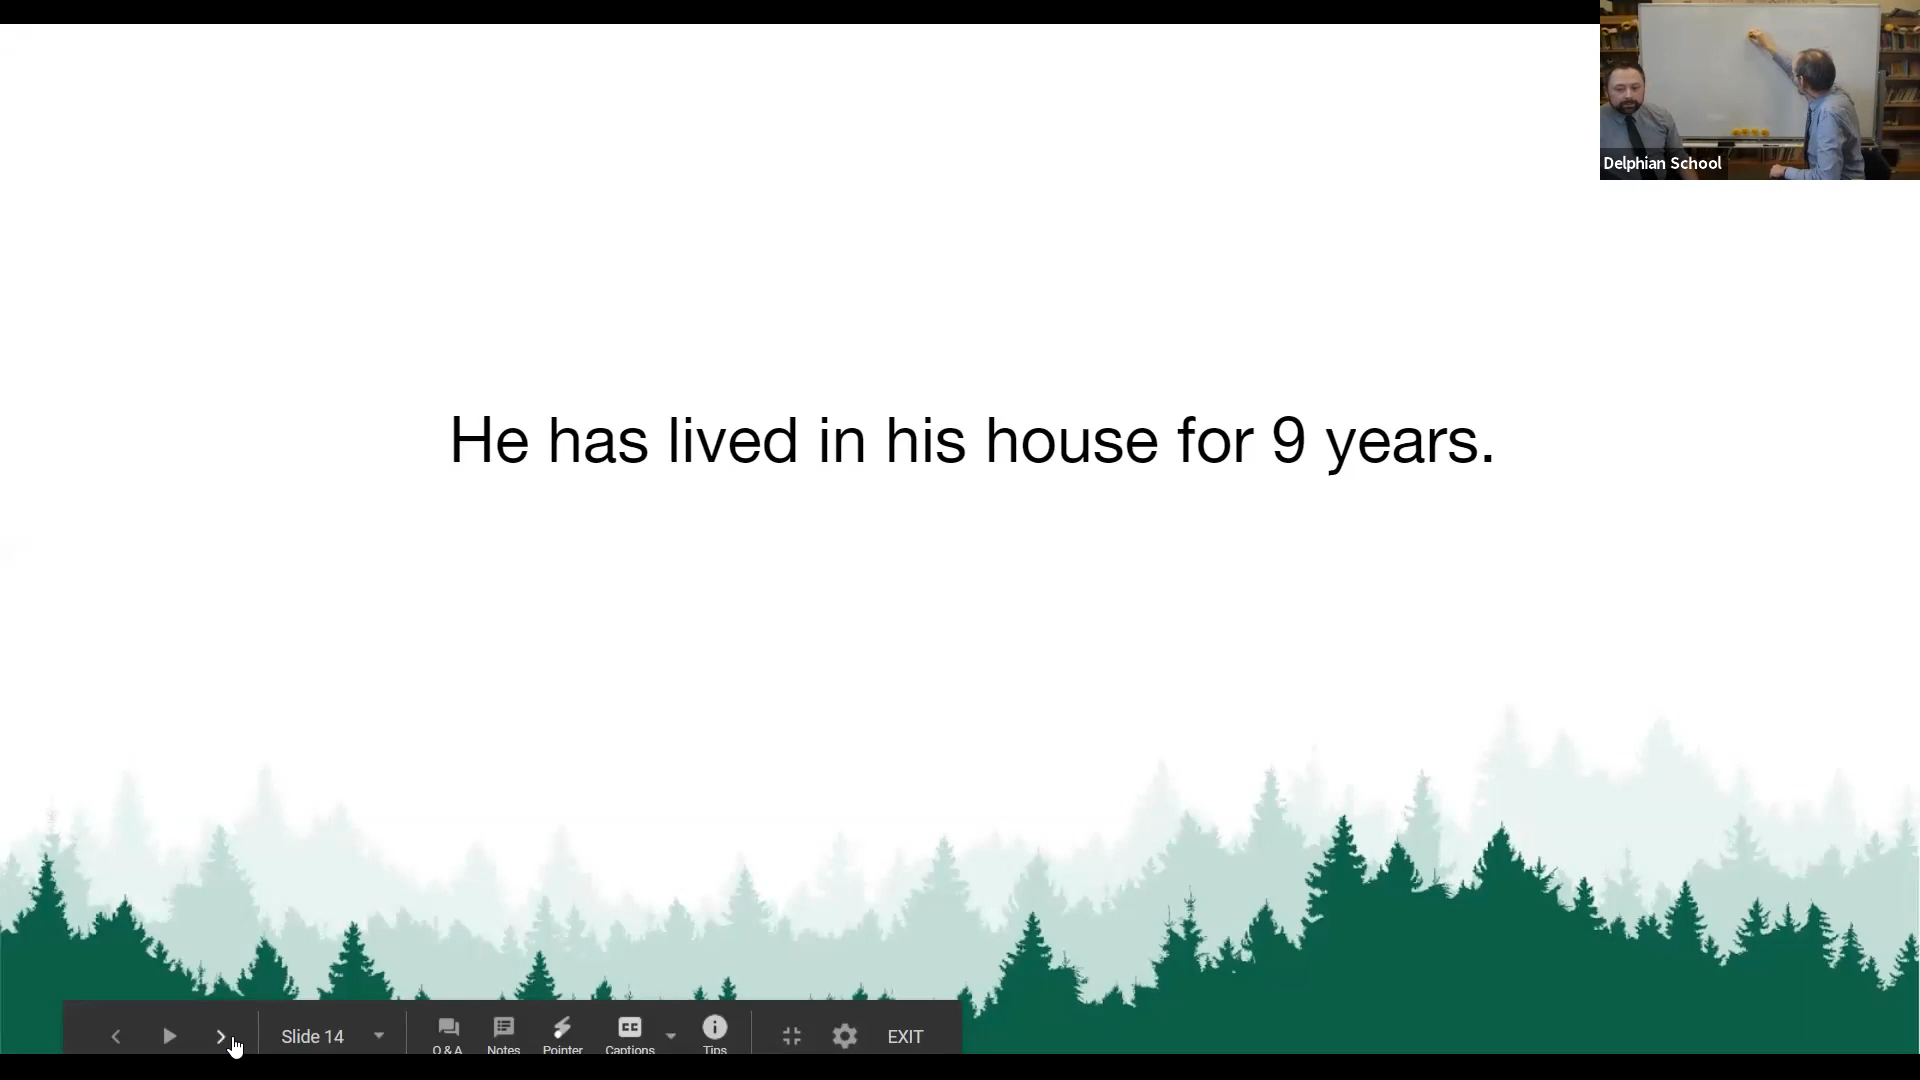 Delphian School
He has lived in his house for 9 years.
Slide 14
Q & A
Notes
Pointer
Captions
Tips
EXIT